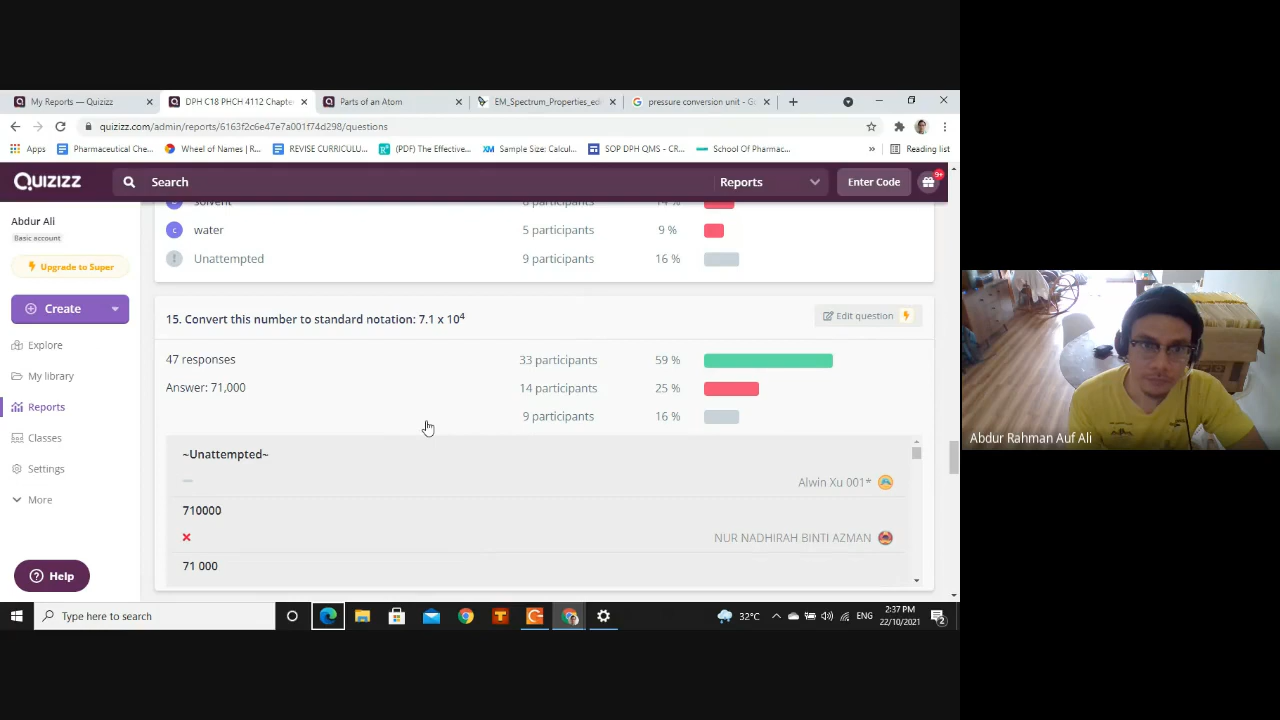 My Reports — Quizizz
DPH C18 PHCH 4112 Chapte
Parts of an Atom
EM_Spectrum_Properties_ed
pressure conversion unit - Go
quizizz.com/admin/reports/6163f2c6e47e7a001f74d298/questions
Apps
Pharmaceutical Che...
Wheel of Names | R...
REVISE CURRICULU...
(PDF) The Effective...
Sample Size: Calcul...
SOP DPH QMS – CR...
School Of Pharmac...
»
Reading list
QUIZIZZ
Search
Reports
Enter Code
9+
Abdur Ali
Basic account
Upgrade to Super
Create
Explore
My library
Reports
Classes
Settings
More
Help
solvent
14 %
c water 5 participants 9 %
Unattempted 9 participants 16 %
15. Convert this number to standard notation: 7.1 x 10⁴
Edit question
47 responses 33 participants 59 %
Answer: 71,000 14 participants 25 %
9 participants 16 %
~Unattempted~
Alwin Xu 001*
710000
NUR NADHIRAH BINTI AZMAN
71 000
Type here to search
32°C
ENG
2:37 PM
22/10/2021
2
Abdur Rahman Auf Ali